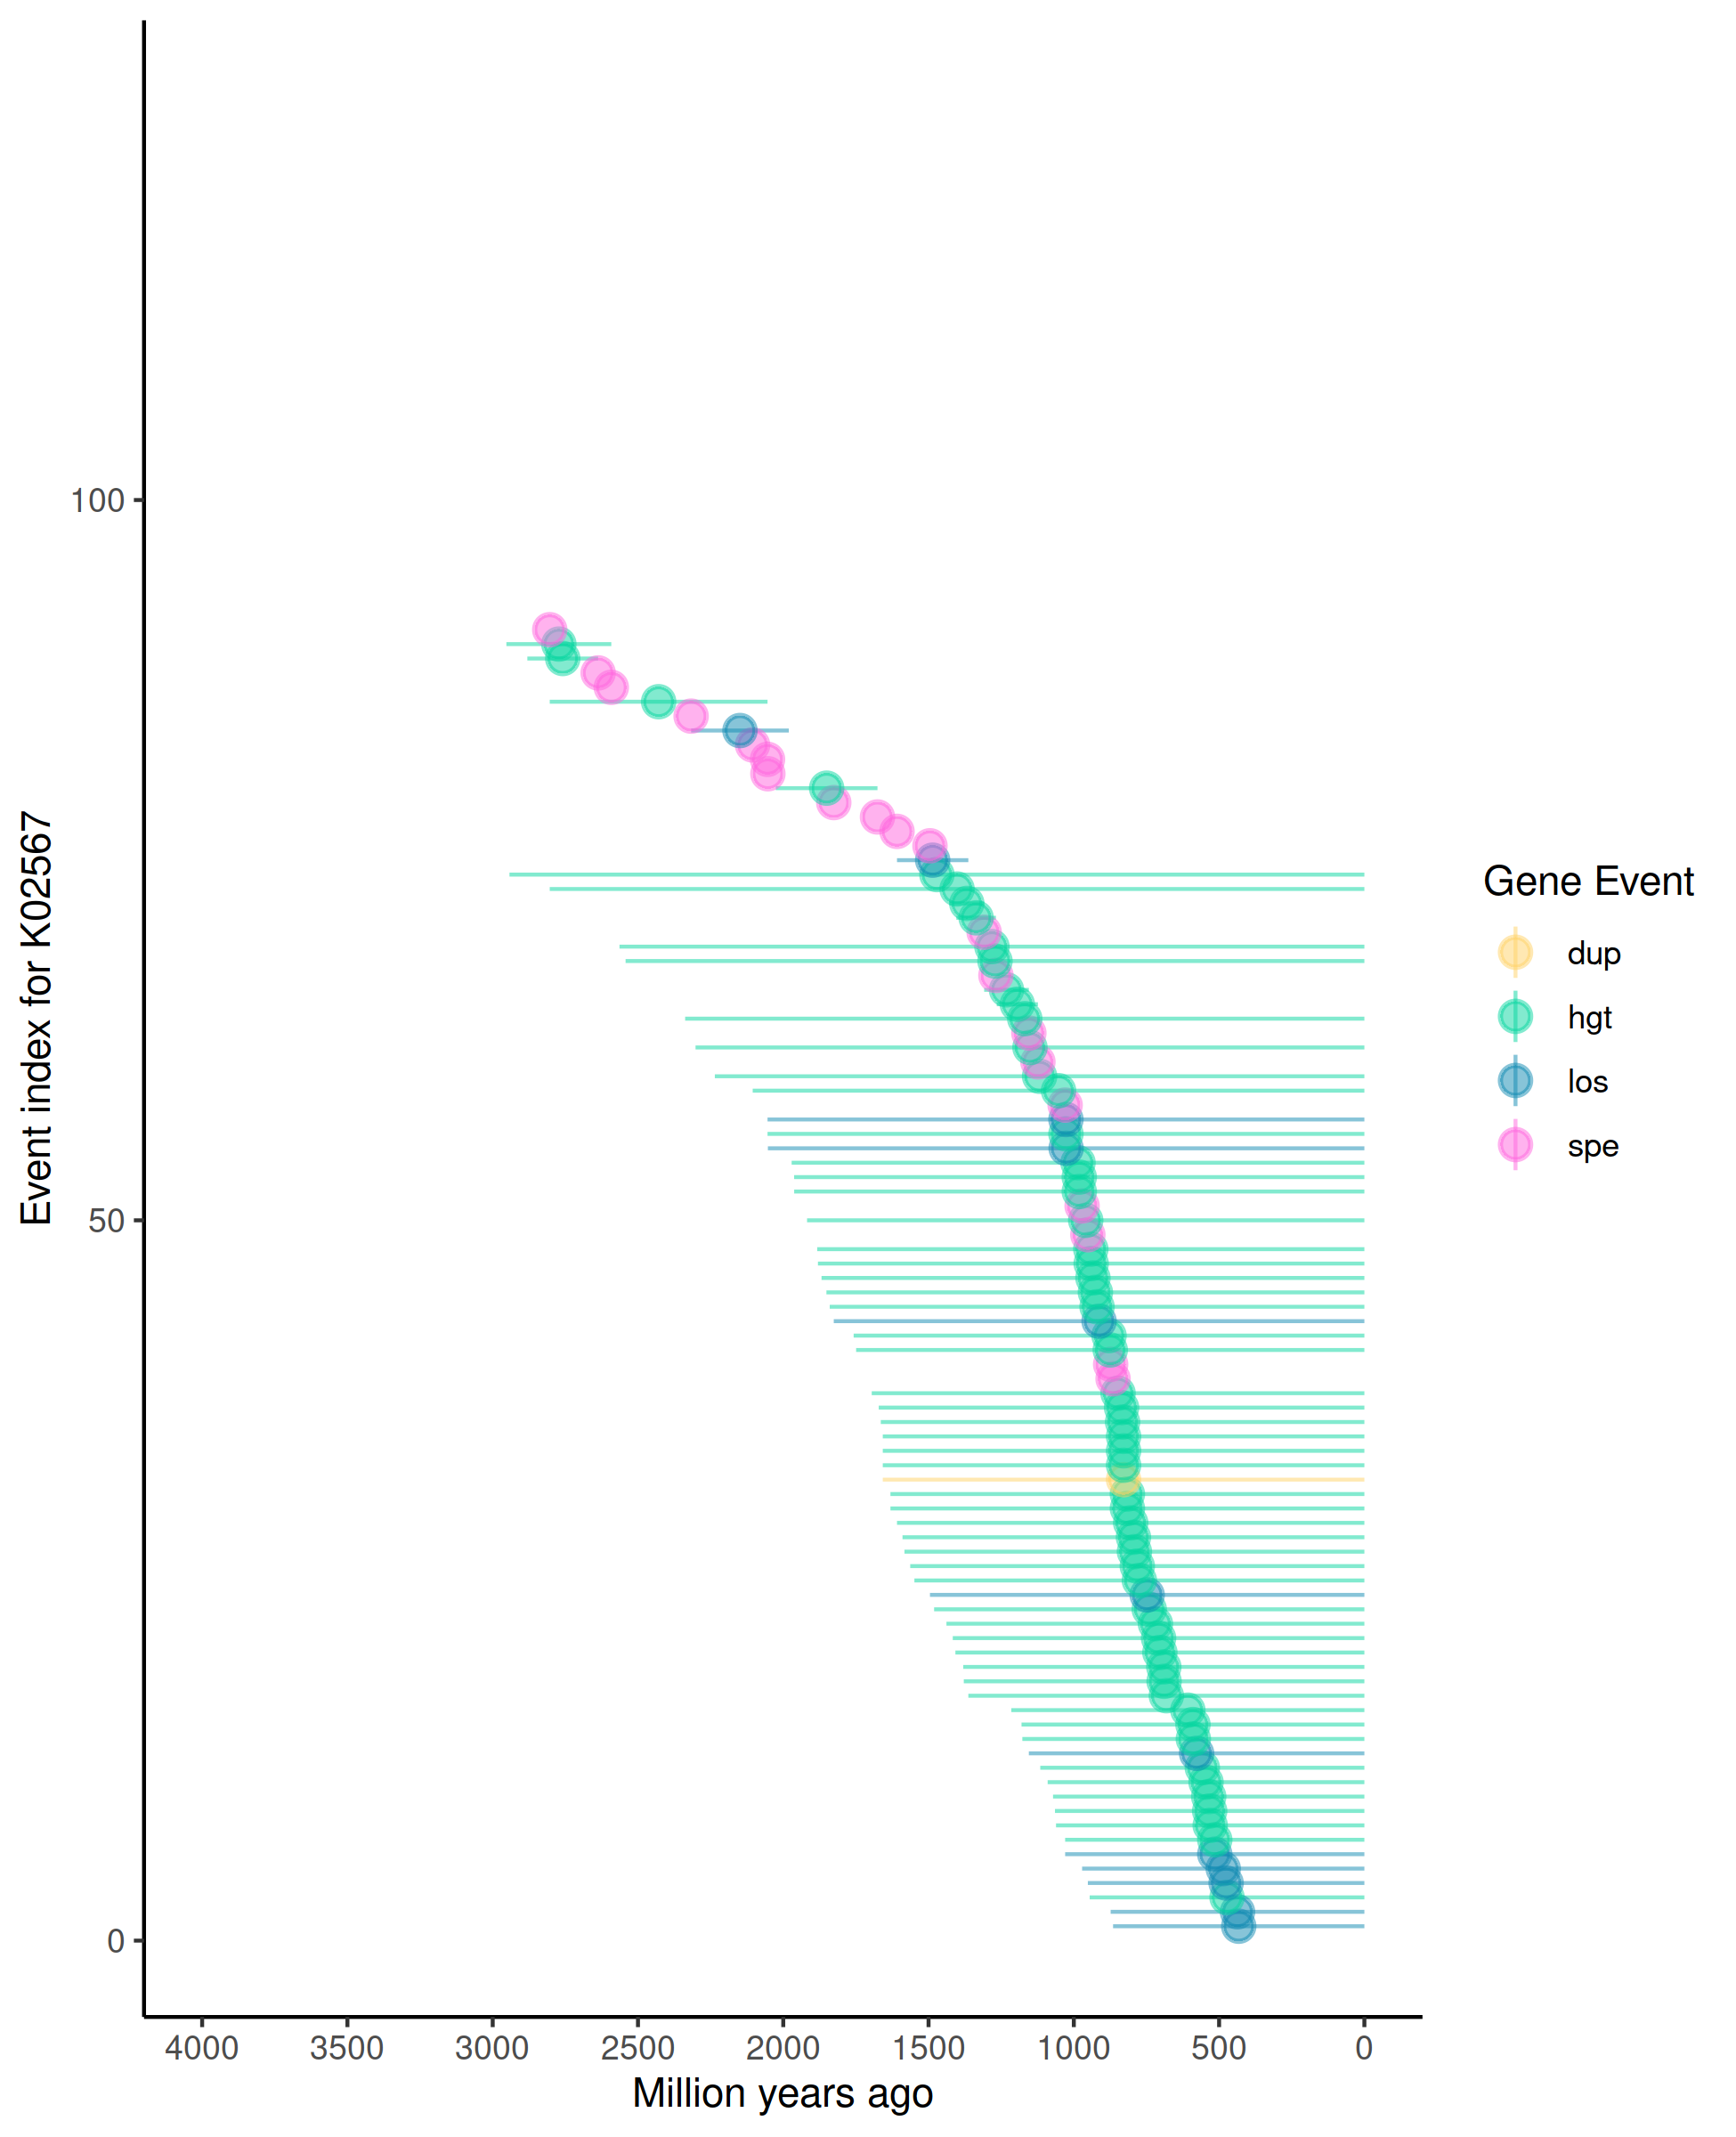 Event index for K02567
100
50
0
4000 3500 3000 2500 2000 1500 1000 500 0
Million years ago
Gene Event
dup
hgt
los
spe